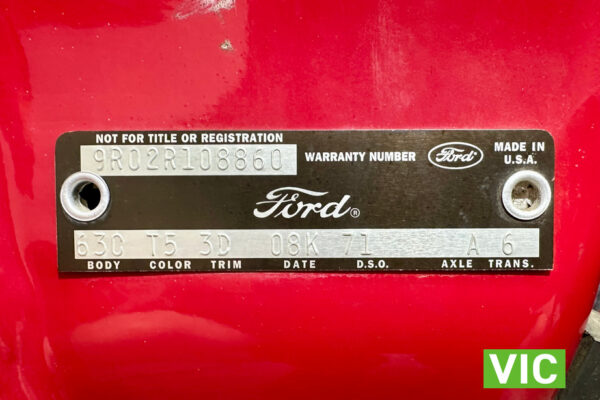 NOT FOR TITLE OR REGISTRATION
9R02R108860 WARRANTY NUMBER Ford MADE IN U.S.A.
Ford®
63C T5 3D 08K 71 A 6
BODY COLOR TRIM DATE D.S.O. AXLE TRANS.
VIC